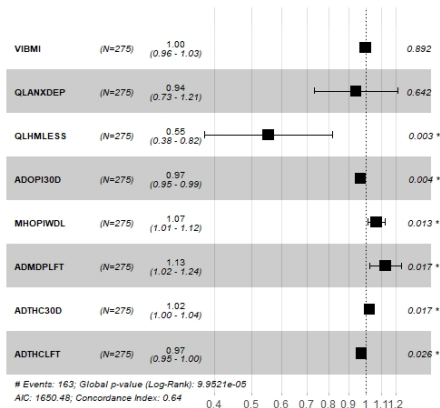 VIBMI (N=275) 1.00 (0.96 - 1.03) 0.892
QLANXDEP (N=275) 0.94 (0.73 - 1.21) 0.642
QLHMLESS (N=275) 0.55 (0.38 - 0.82) 0.003 *
ADOPI30D (N=275) 0.97 (0.95 - 0.99) 0.004 *
MHOPIWDL (N=275) 1.07 (1.01 - 1.12) 0.013 *
ADMDPLFT (N=275) 1.13 (1.02 - 1.24) 0.017 *
ADTHC30D (N=275) 1.02 (1.00 - 1.04) 0.017 *
ADTHCLFT (N=275) 0.97 (0.95 - 1.00) 0.026 *
# Events: 163; Global p-value (Log-Rank): 9.9521e-05
AIC: 1650.48; Concordance Index: 0.64
0.4 0.5 0.6 0.7 0.8 0.9 1 1.1 1.2